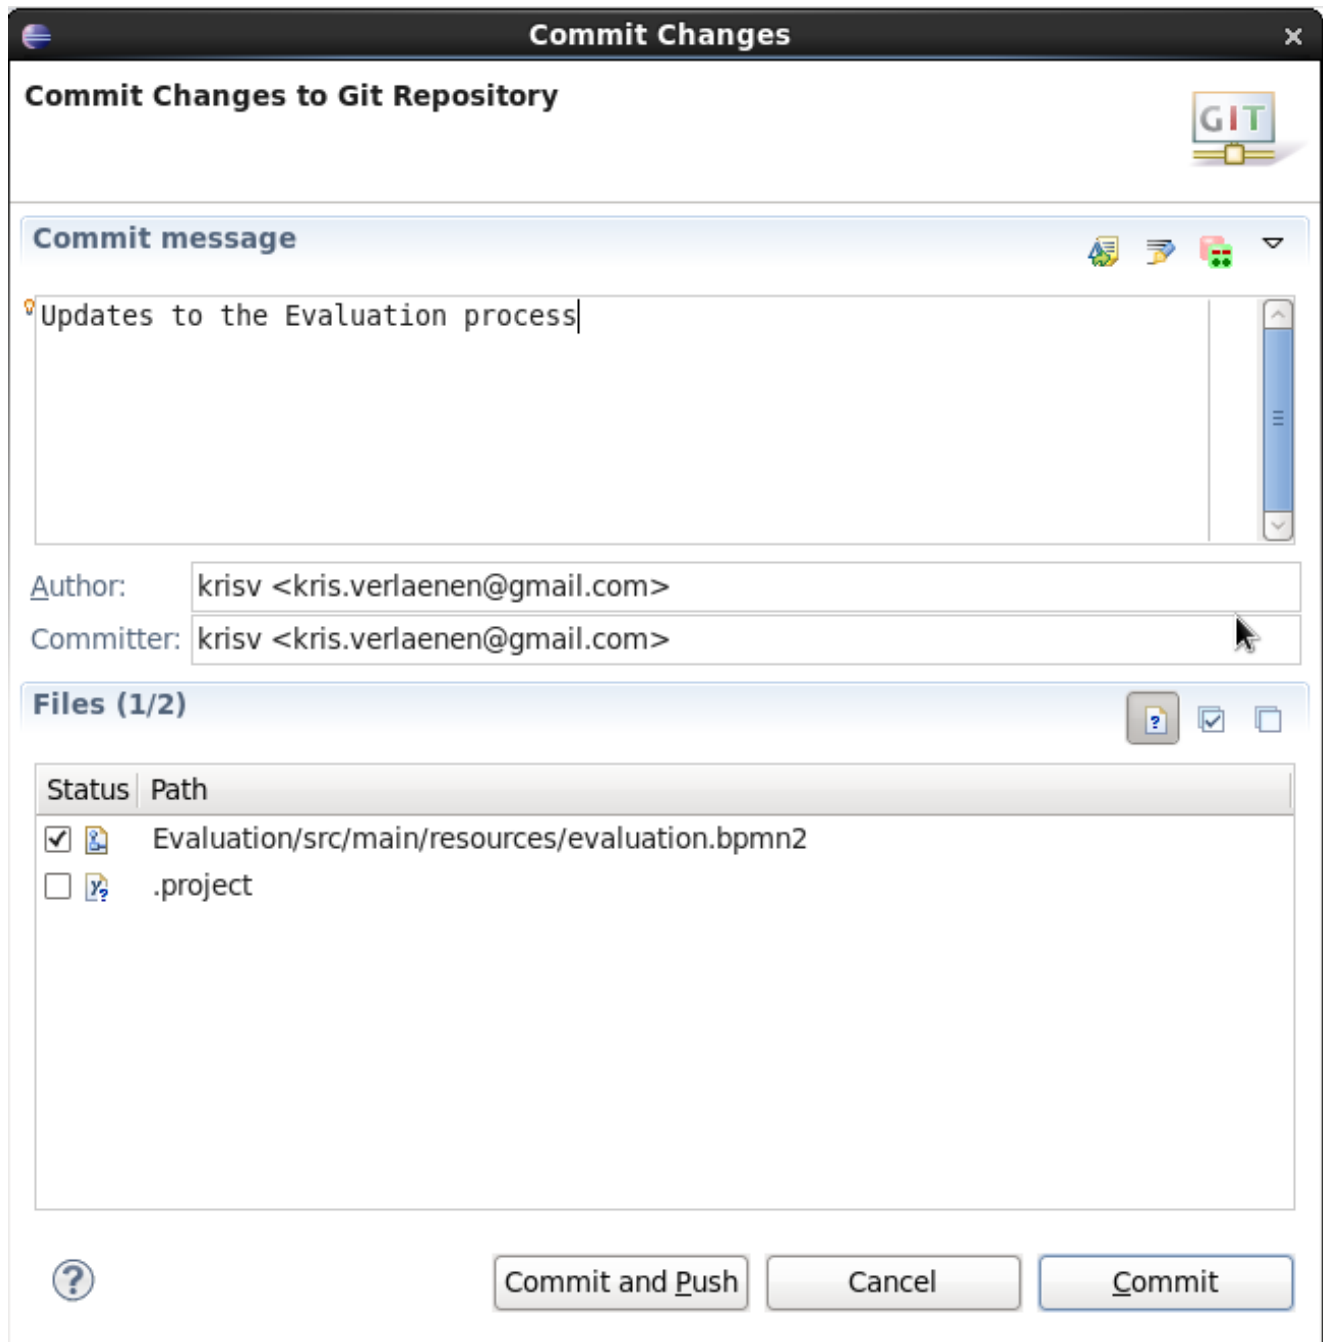 Commit Changes
Commit Changes to Git Repository
GIT
Commit message
Updates to the Evaluation process
Author: krisv <kris.verlaenen@gmail.com>
Committer: krisv <kris.verlaenen@gmail.com>
Files (1/2)
Status Path
Evaluation/src/main/resources/evaluation.bpmn2
.project
Commit and Push Cancel Commit